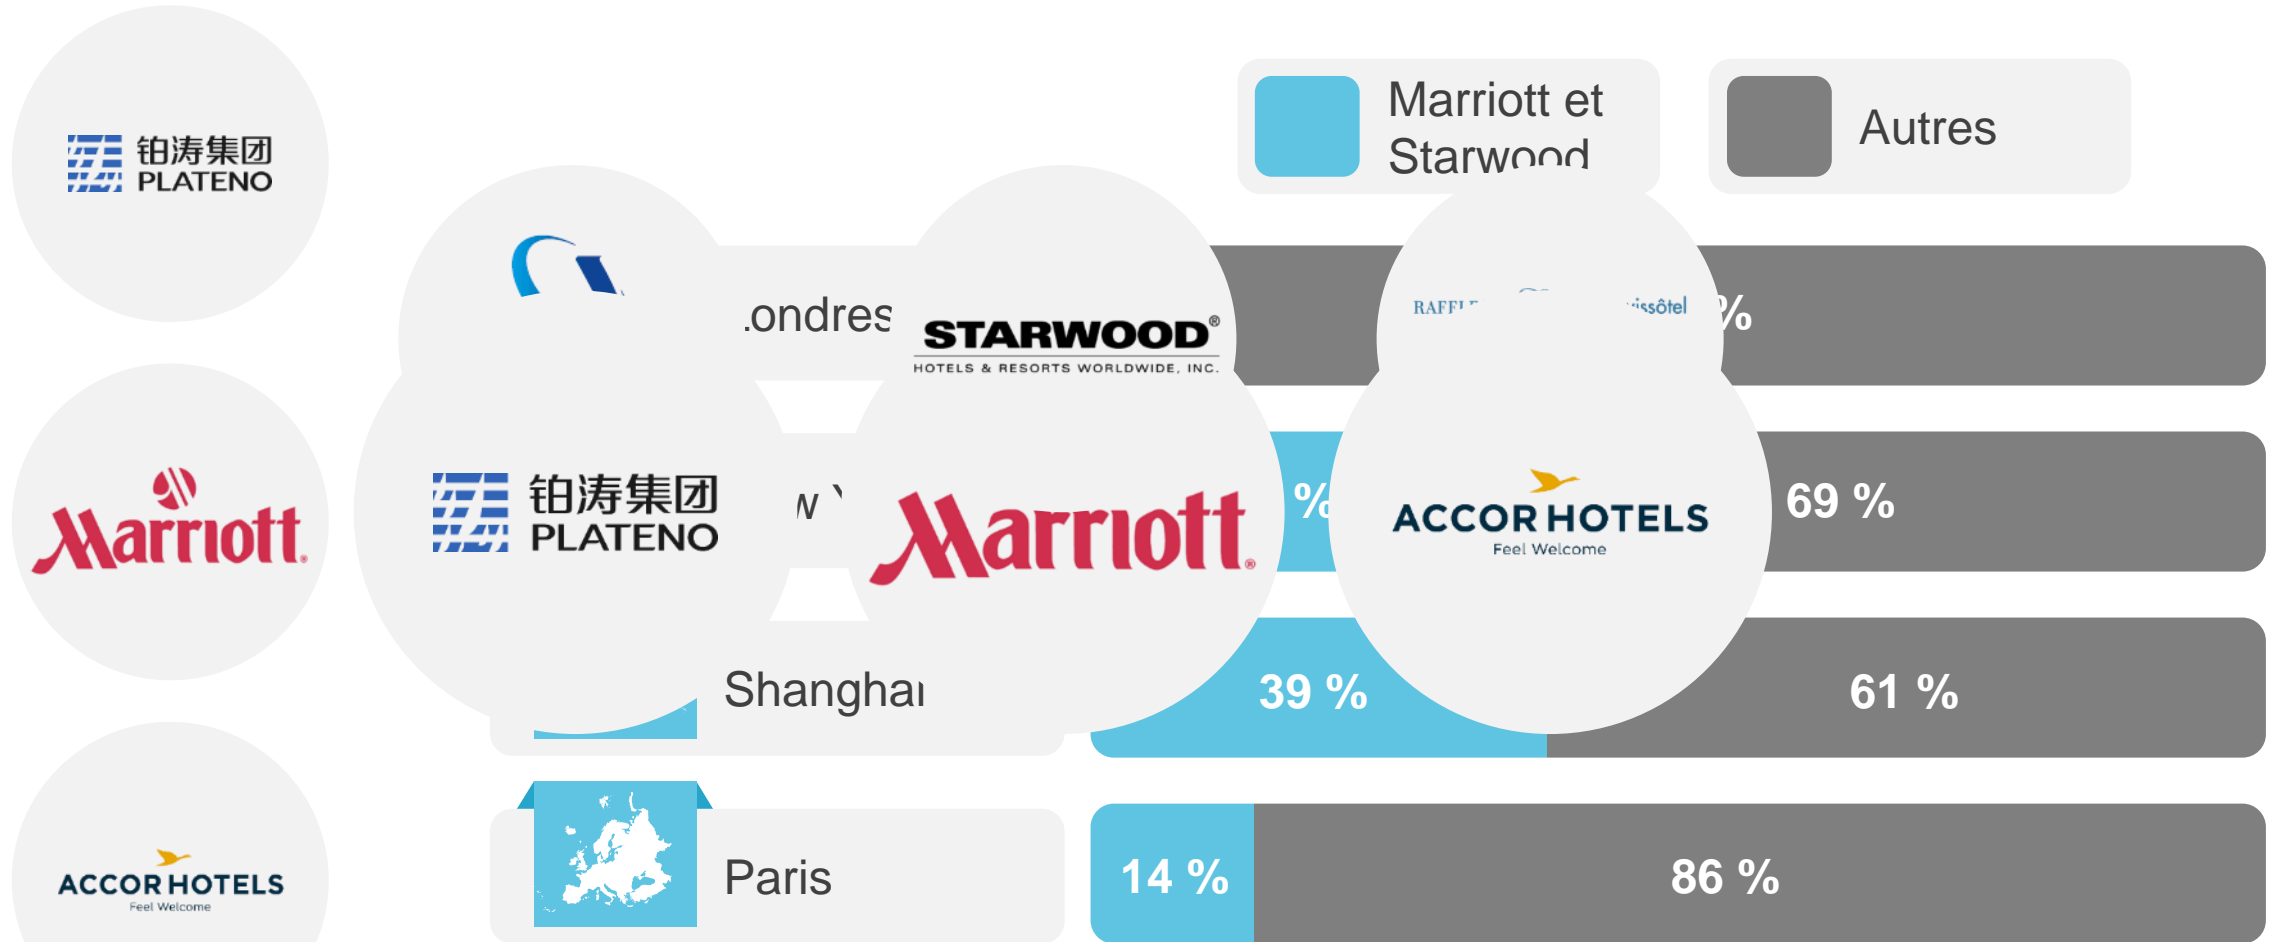 铂涛集团
PLATENO
Marriott et
Starwood
Autres
STARWOOD®
HOTELS & RESORTS WORLDWIDE, INC.
%
Marriott®
铂涛集团
PLATENO
Marriott®
%
ACCOR HOTELS
Feel Welcome
69 %
Shanghai
39 %
61 %
ACCOR HOTELS
Feel Welcome
Paris
14 %
86 %